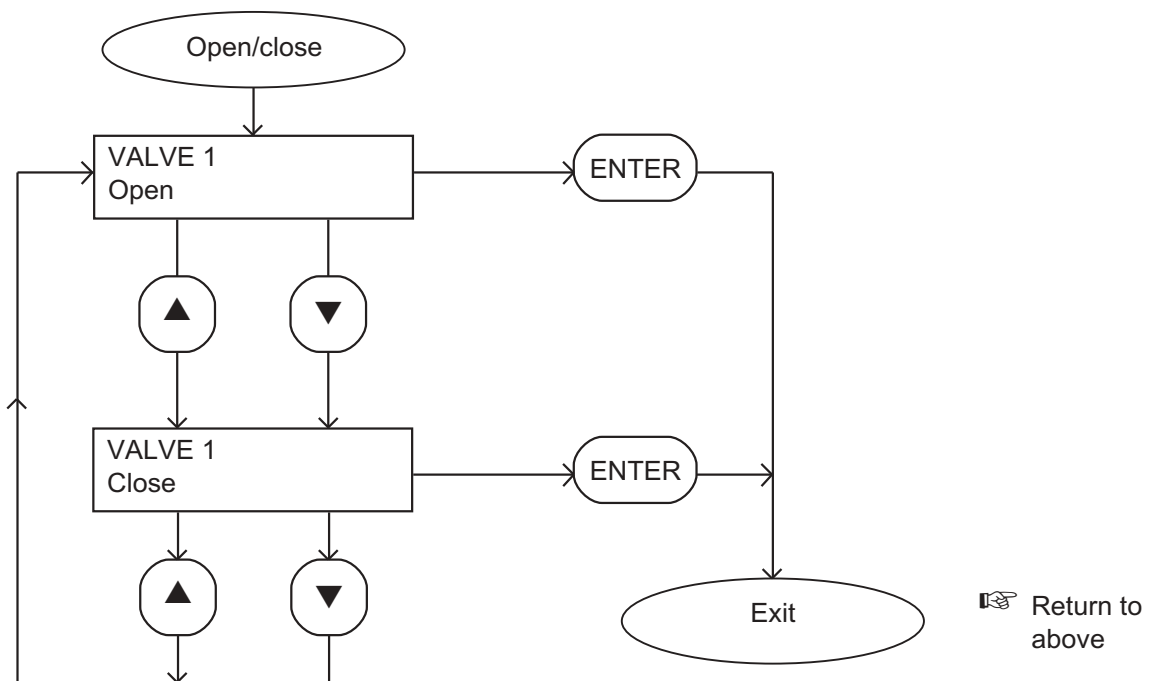 Open/close
VALVE 1
Open
ENTER
▲
▼
VALVE 1
Close
ENTER
▲
▼
Exit
☞ Return to
above